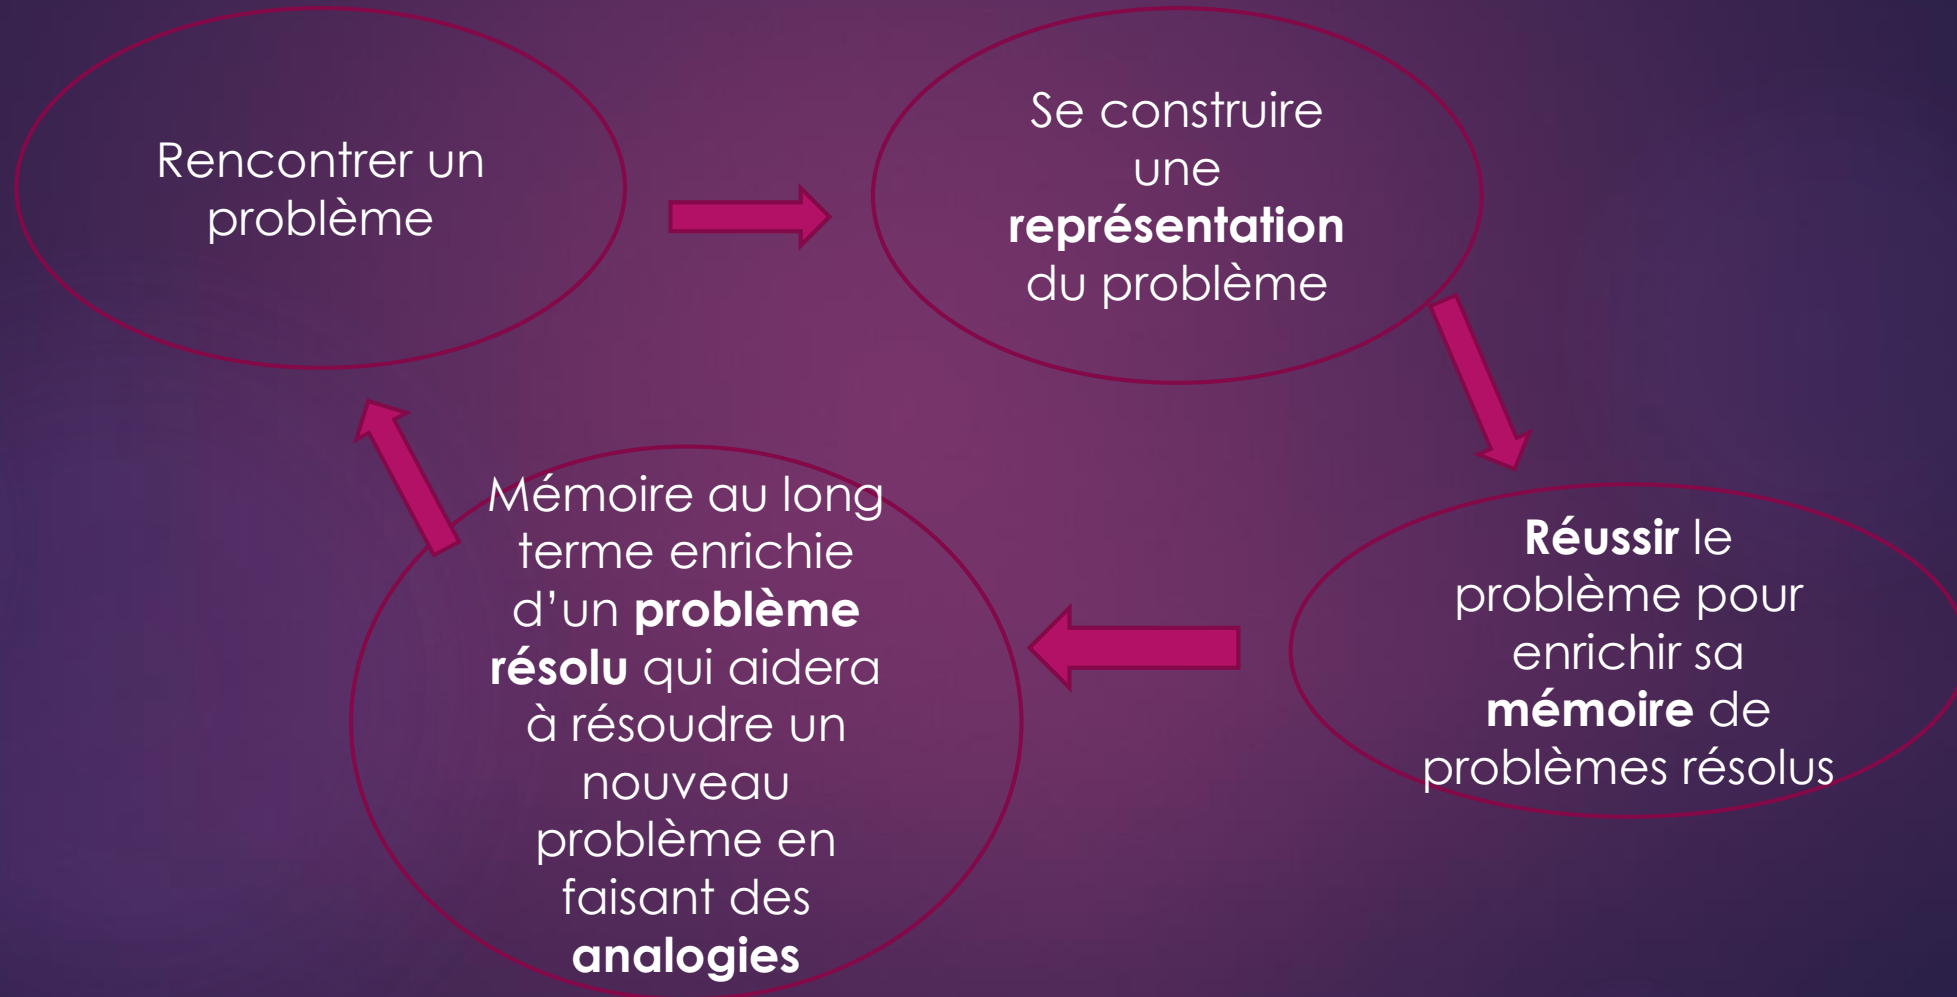 Rencontrer un
problème
Se construire
une
représentation
du problème
Réussir le
problème pour
enrichir sa
mémoire de
problèmes résolus
Mémoire au long
terme enrichie
d’un problème
résolu qui aidera
à résoudre un
nouveau
problème en
faisant des
analogies